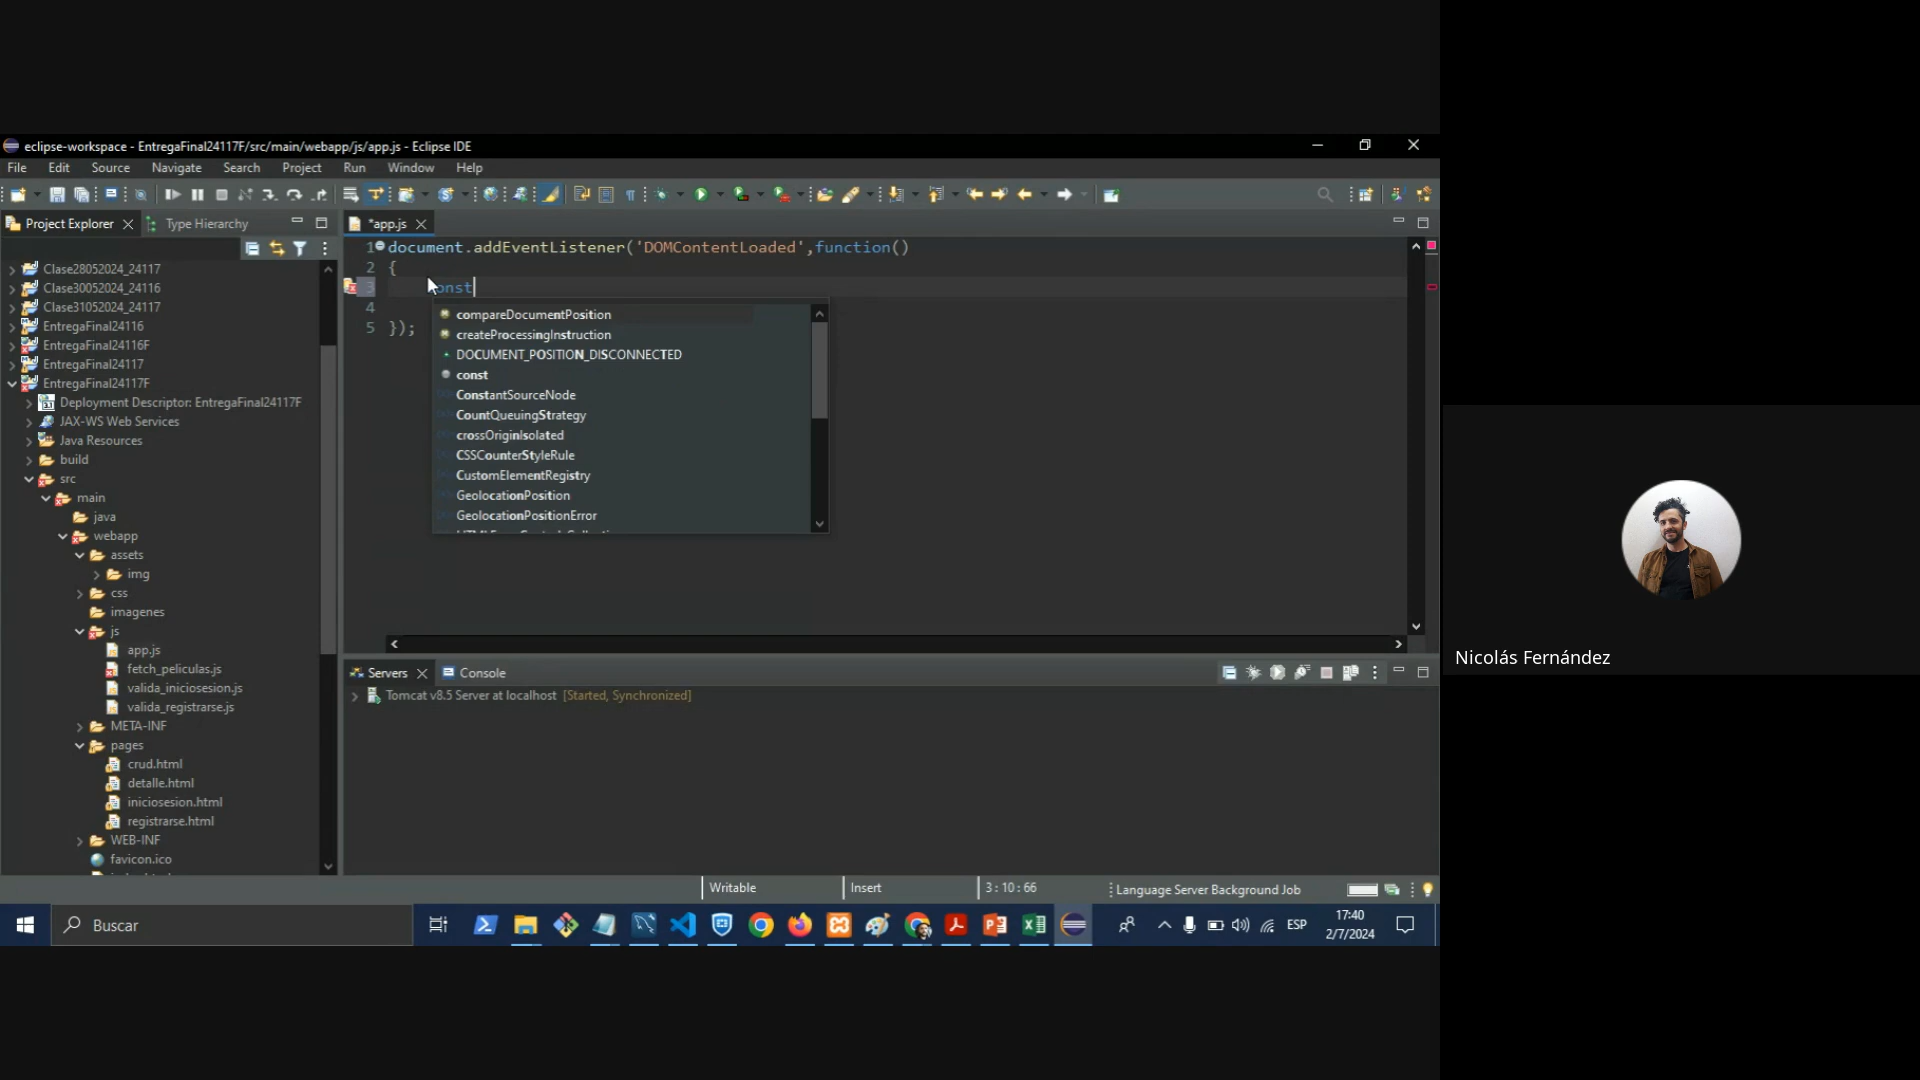 eclipse-workspace - EntregaFinal24117F/src/main/webapp/js/app.js - Eclipse IDE
File Edit Source Navigate Search Project Run Window Help
Project Explorer Type Hierarchy
*app.js
Clase28052024_24117
Clase30052024_24116
Clase31052024_24117
EntregaFinal24116
EntregaFinal24116F
EntregaFinal24117
EntregaFinal24117F
Deployment Descriptor: EntregaFinal24117F
JAX-WS Web Services
Java Resources
build
src
main
java
webapp
assets
img
css
imagenes
js
app.js
fetch_peliculas.js
valida_iniciosesion.js
valida_registrarse.js
META-INF
pages
crud.html
detalle.html
iniciosesion.html
registrarse.html
WEB-INF
favicon.ico
1 document.addEventListener('DOMContentLoaded',function()
2 {
3 const
4
5 });
compareDocumentPosition
createProcessingInstruction
DOCUMENT_POSITION_DISCONNECTED
const
ConstantSourceNode
CountQueuingStrategy
crossOriginIsolated
CSSCounterStyleRule
CustomElementRegistry
GeolocationPosition
GeolocationPositionError
Servers Console
Tomcat v8.5 Server at localhost [Started, Synchronized]
Writable Insert 3 : 10 : 66 Language Server Background Job
Buscar
ESP
17:40
2/7/2024
Nicolás Fernández